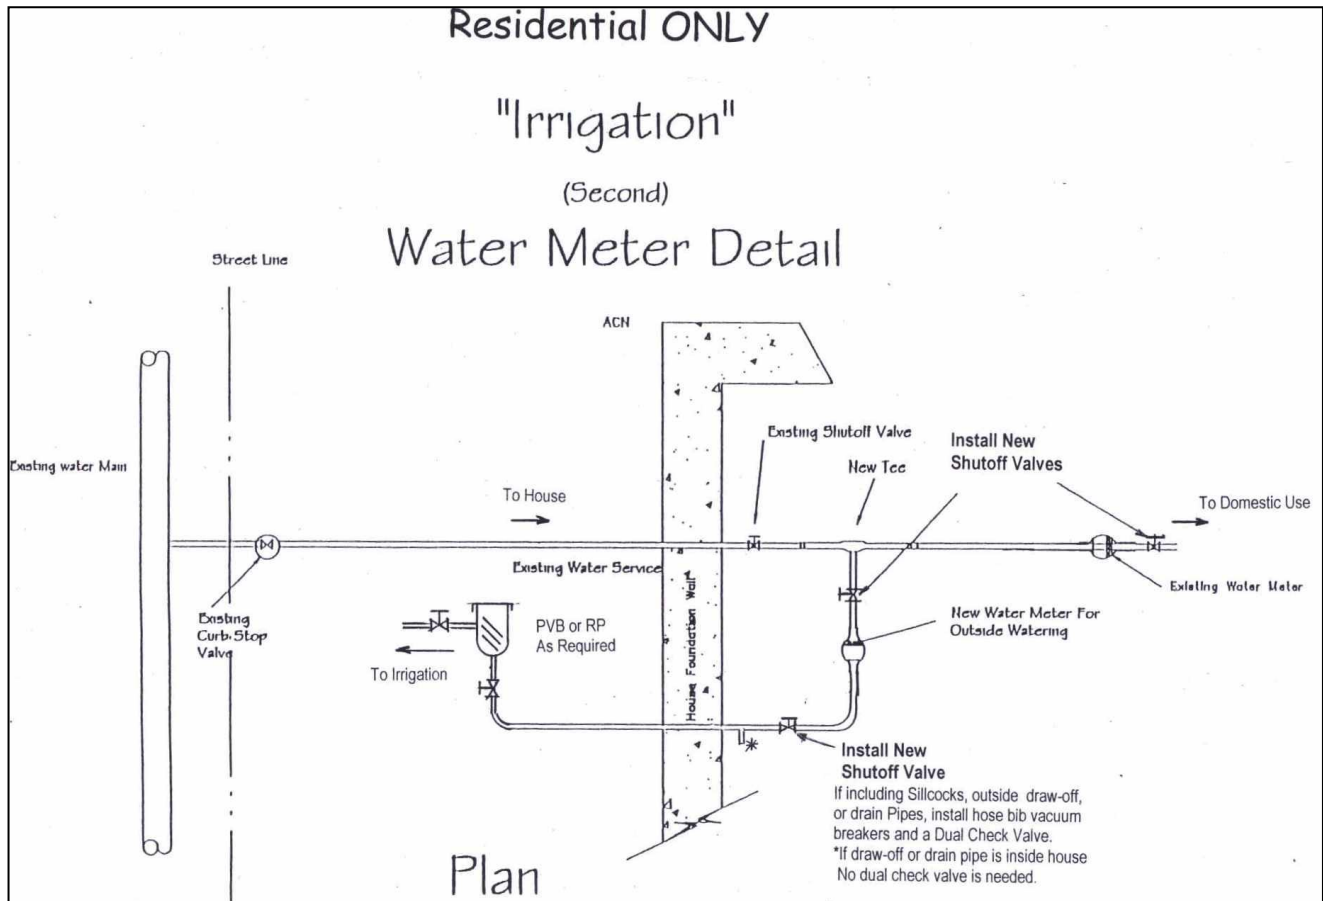 Residential ONLY
"Irrigation"
(Second)
Water Meter Detail
Street Line
ACN
Existing Shutoff Valve
Install New
Shutoff Valves
New Tee
Existing water Main
To House
To Domestic Use
Existing Water Service
Existing Water Meter
House Foundation Wall
Existing
Curb Stop
Valve
PVB or RP
As Required
New Water Meter For
Outside Watering
To Irrigation
Install New
Shutoff Valve
If including Sillcocks, outside draw-off,
or drain Pipes, install hose bib vacuum
breakers and a Dual Check Valve.
*If draw-off or drain pipe is inside house
No dual check valve is needed.
Plan